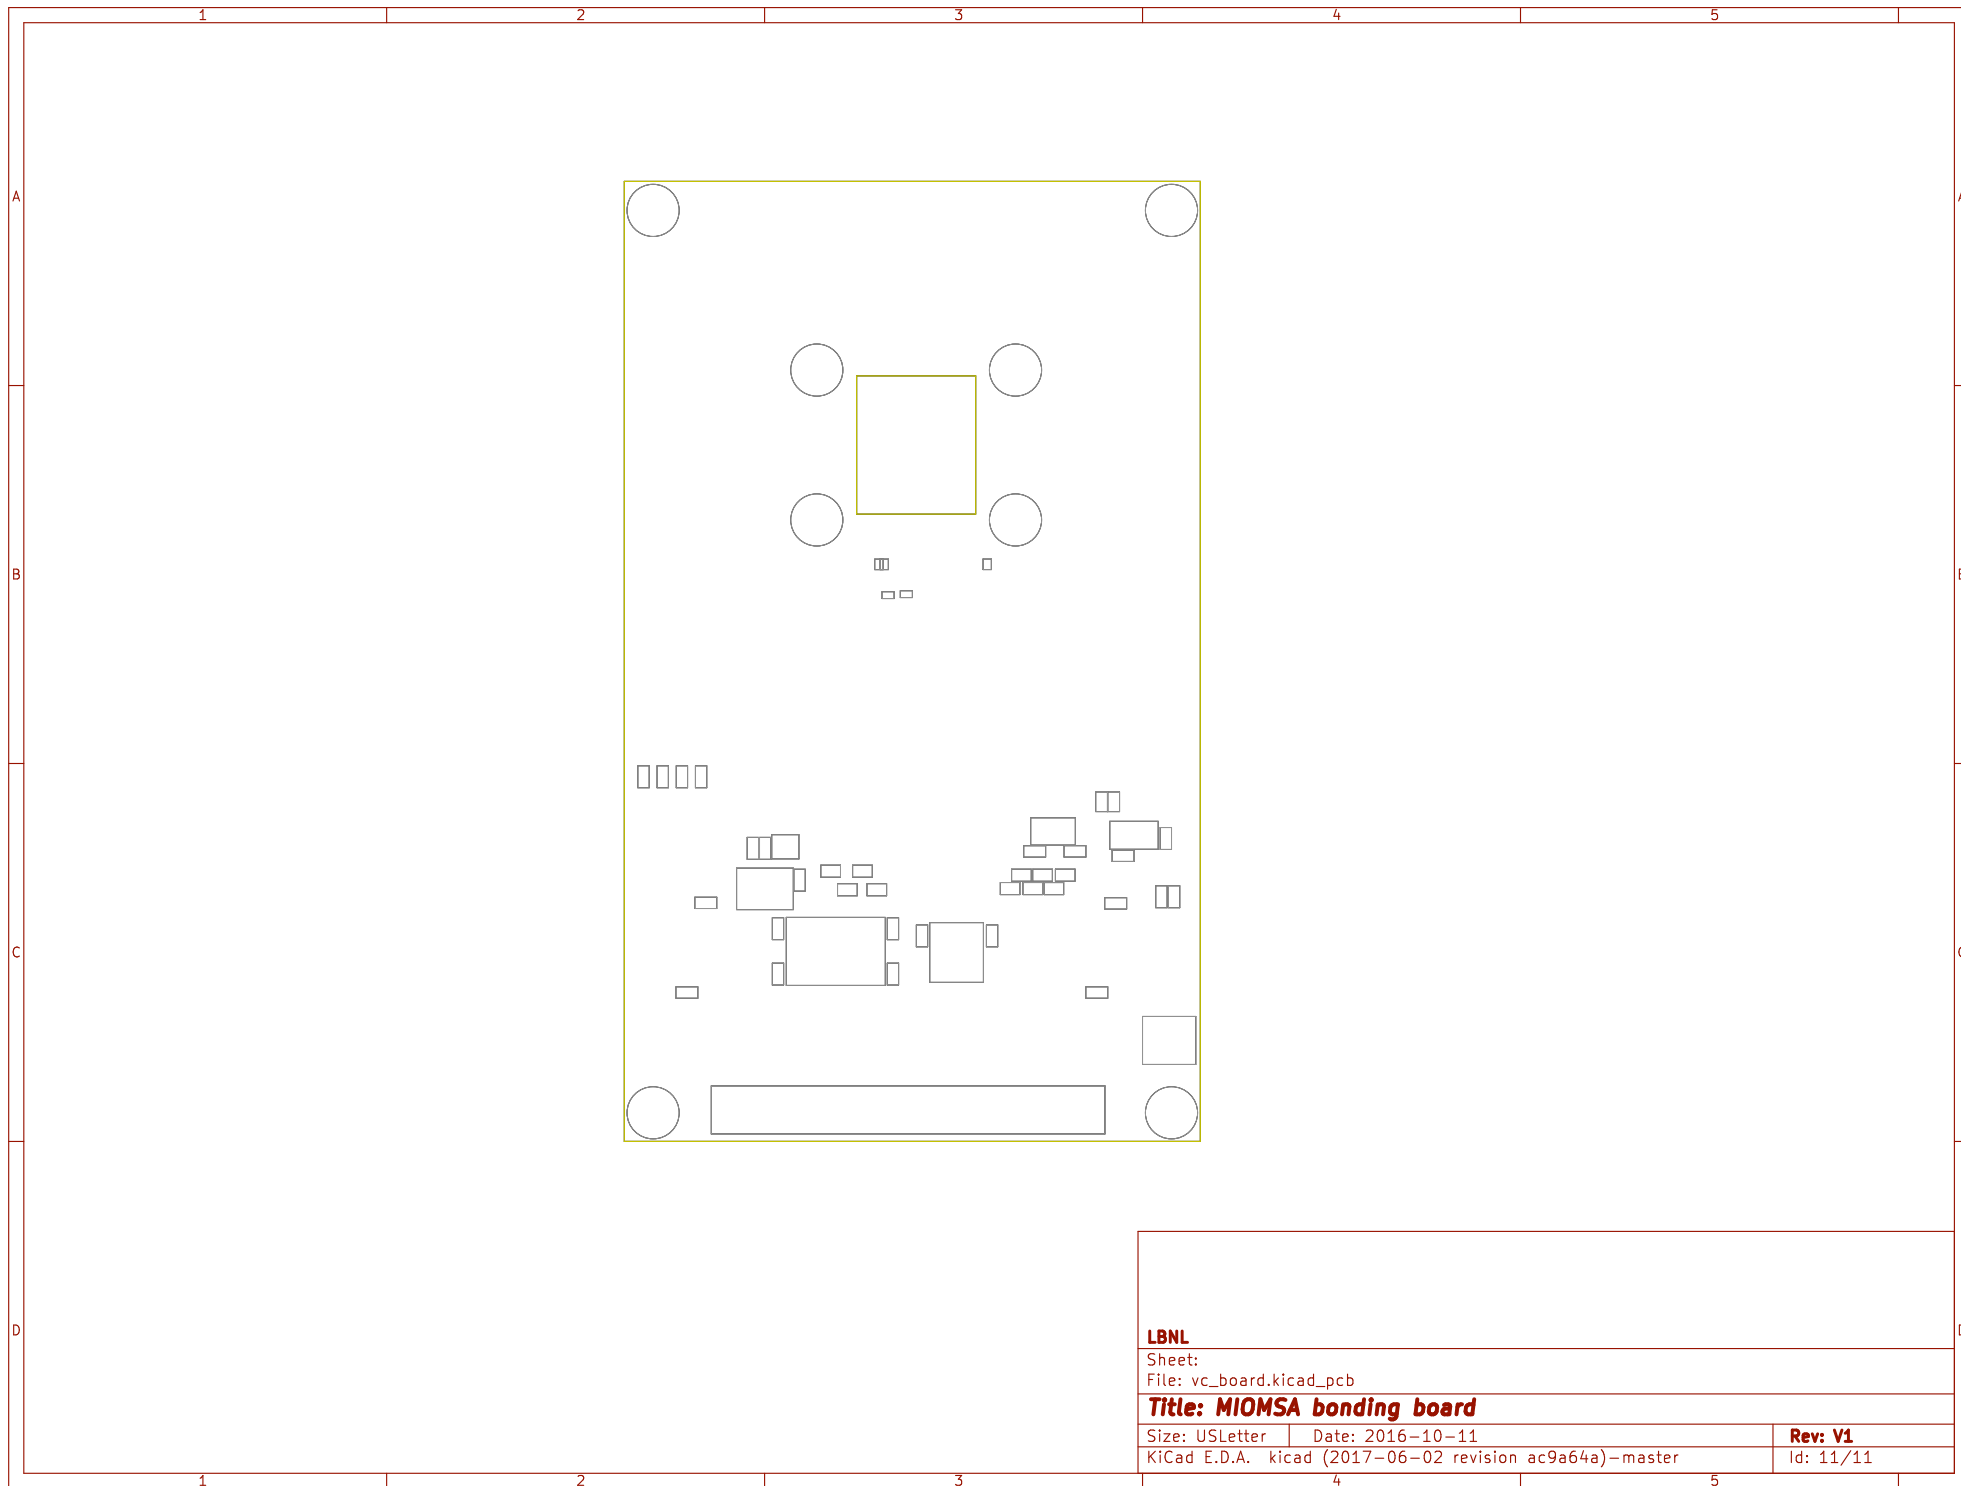 1 2 3 4 5
A A
B B
C C
D D
LBNL
Sheet:
File: vc_board.kicad_pcb
Title: MIOMSA bonding board
Size: USLetter Date: 2016-10-11 Rev: V1
KiCad E.D.A. kicad (2017-06-02 revision ac9a64a)-master Id: 11/11
1 2 3 4 5